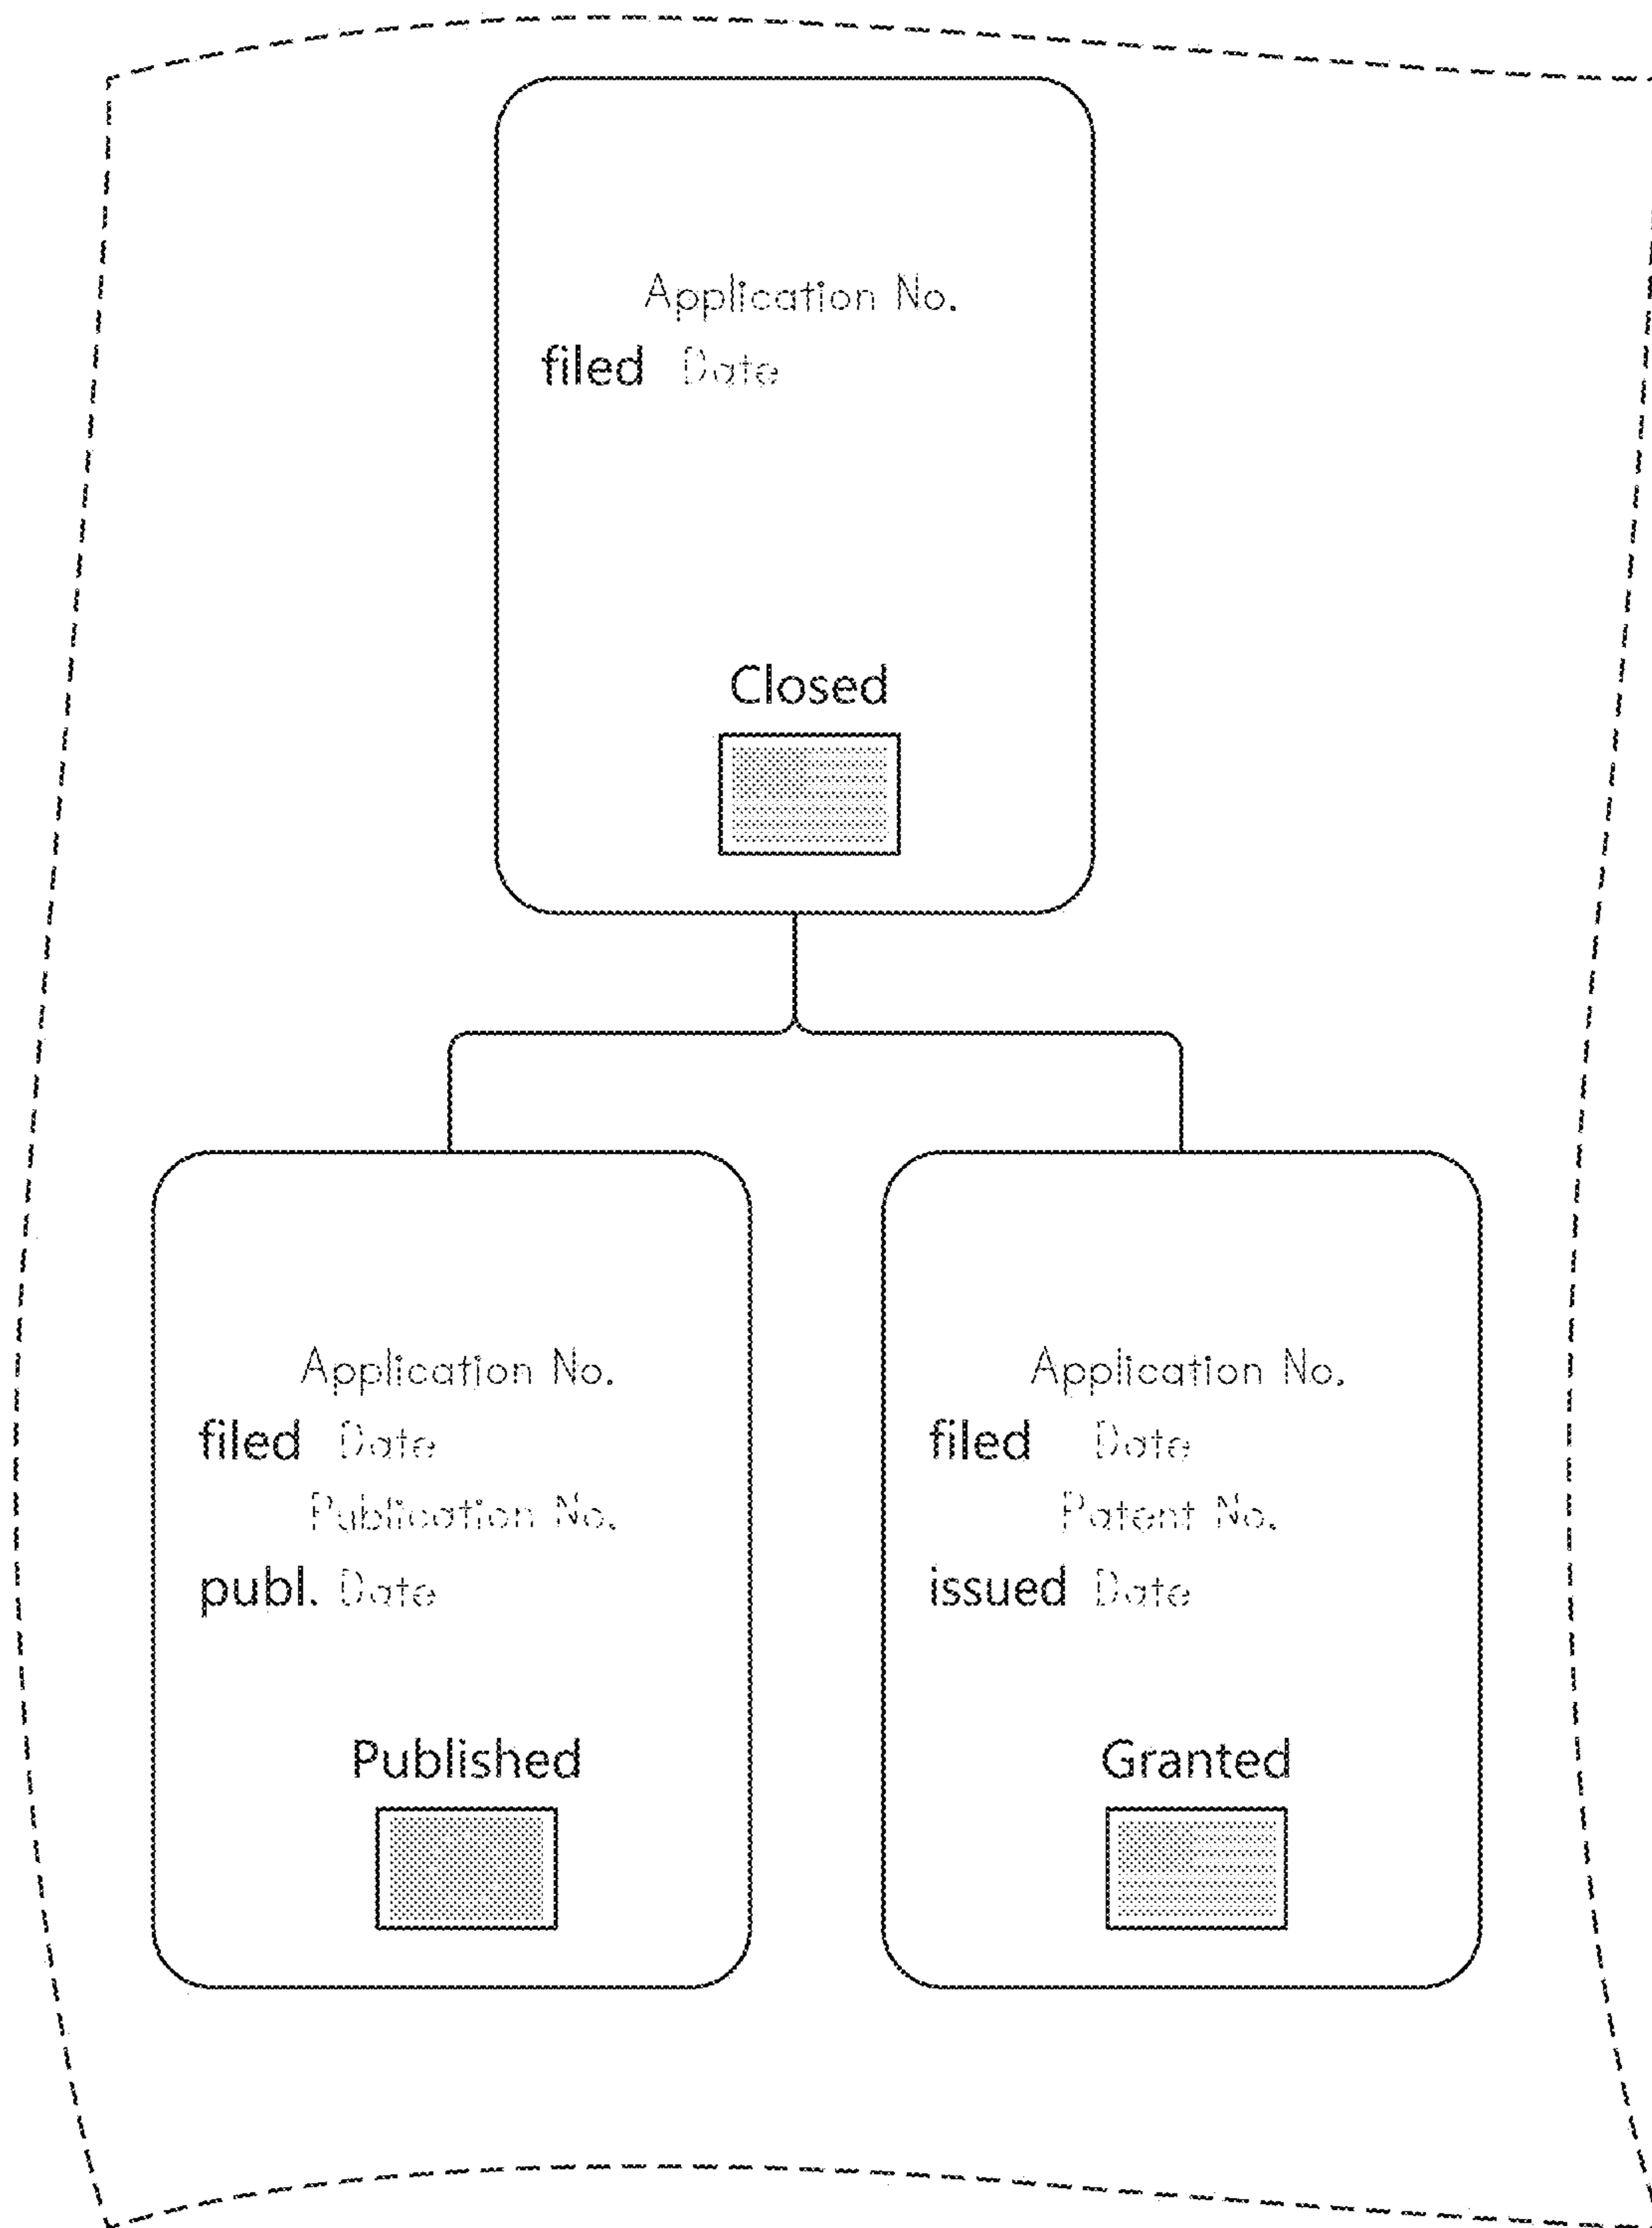 Application No.
filed Date
Closed
Application No.
filed Date
Publication No.
publ. Date
Published
Application No.
filed Date
Patent No.
issued Date
Granted